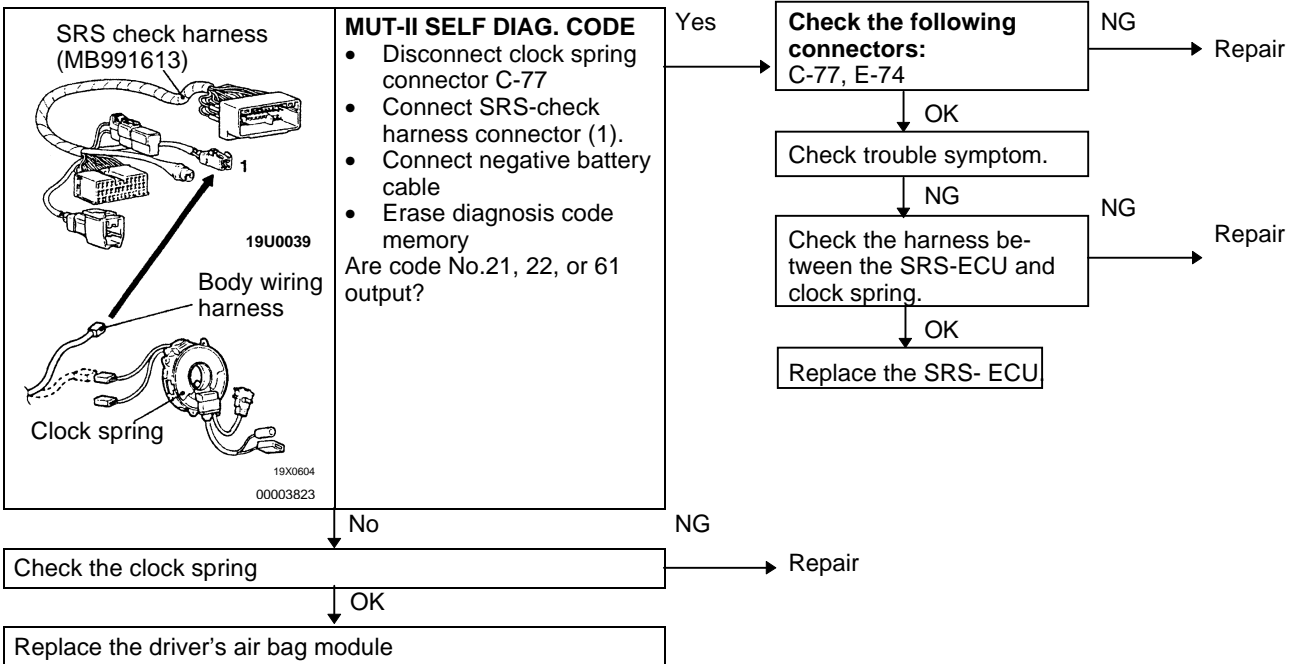 SRS check harness
(MB991613)
1
19U0039
Body wiring
harness
Clock spring
19X0604
00003823
MUT-II SELF DIAG. CODE
• Disconnect clock spring
connector C-77
• Connect SRS-check
harness connector (1).
• Connect negative battery
cable
• Erase diagnosis code
memory
Are code No.21, 22, or 61
output?
Yes
Check the following
connectors:
C-77, E-74
NG
Repair
OK
Check trouble symptom.
NG
Check the harness be-
tween the SRS-ECU and
clock spring.
NG
Repair
OK
Replace the SRS- ECU.
No
Check the clock spring
NG
Repair
OK
Replace the driver's air bag module